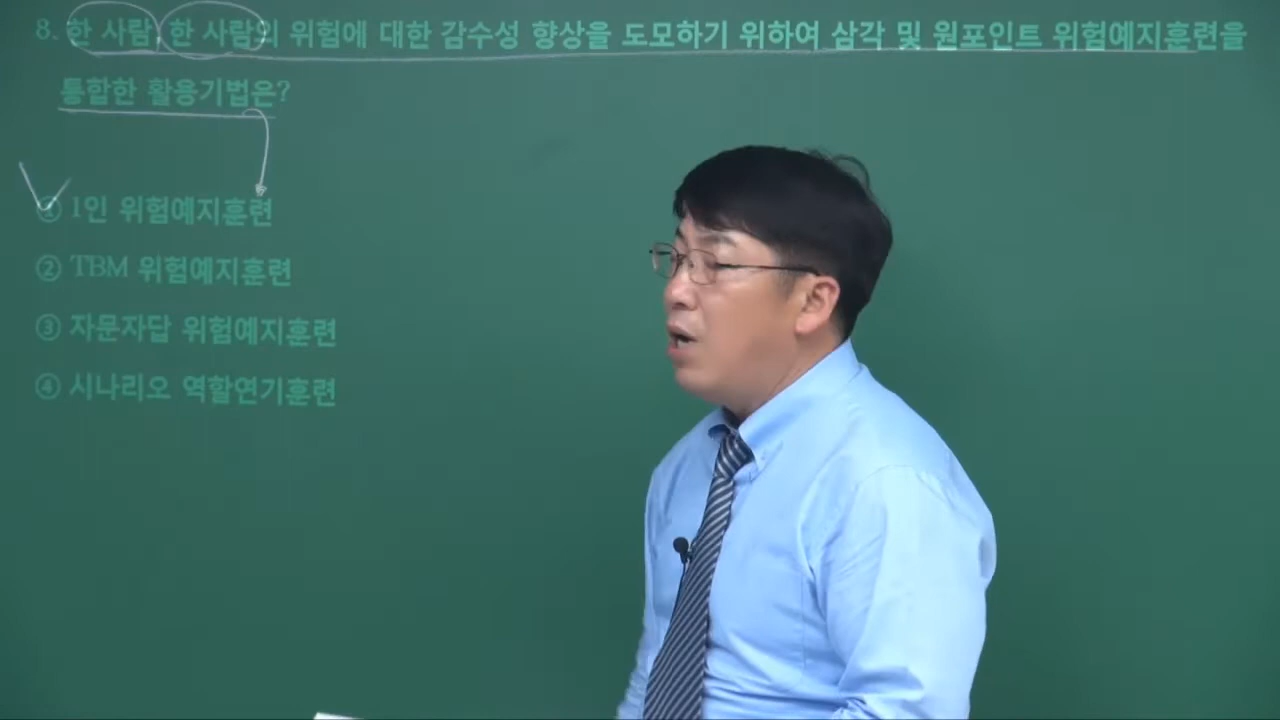 8. 한 사람 한 사람의 위험에 대한 감수성 향상을 도모하기 위하여 삼각 및 원포인트 위험예지훈련을
통합한 활용기법은?
① 1인 위험예지훈련
② TBM 위험예지훈련
③ 자문자답 위험예지훈련
④ 시나리오 역할연기훈련